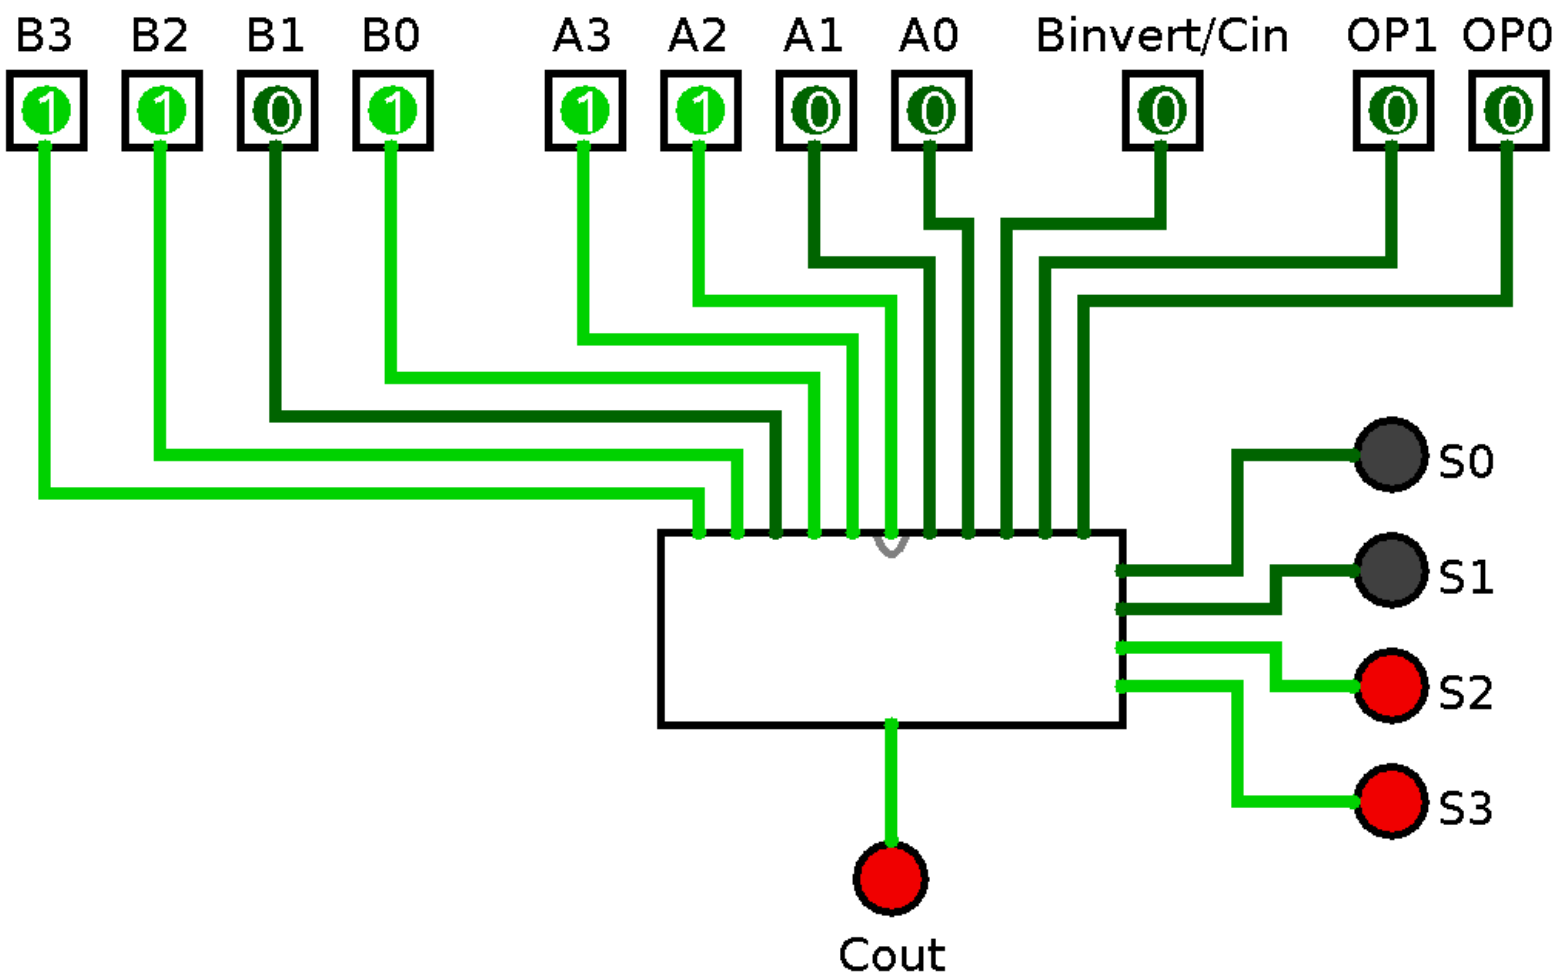 B3 B2 B1 B0 A3 A2 A1 A0 Binvert/Cin OP1 OP0
1 1 0 1 1 1 0 0 0 0 0
S0
S1
S2
S3
Cout